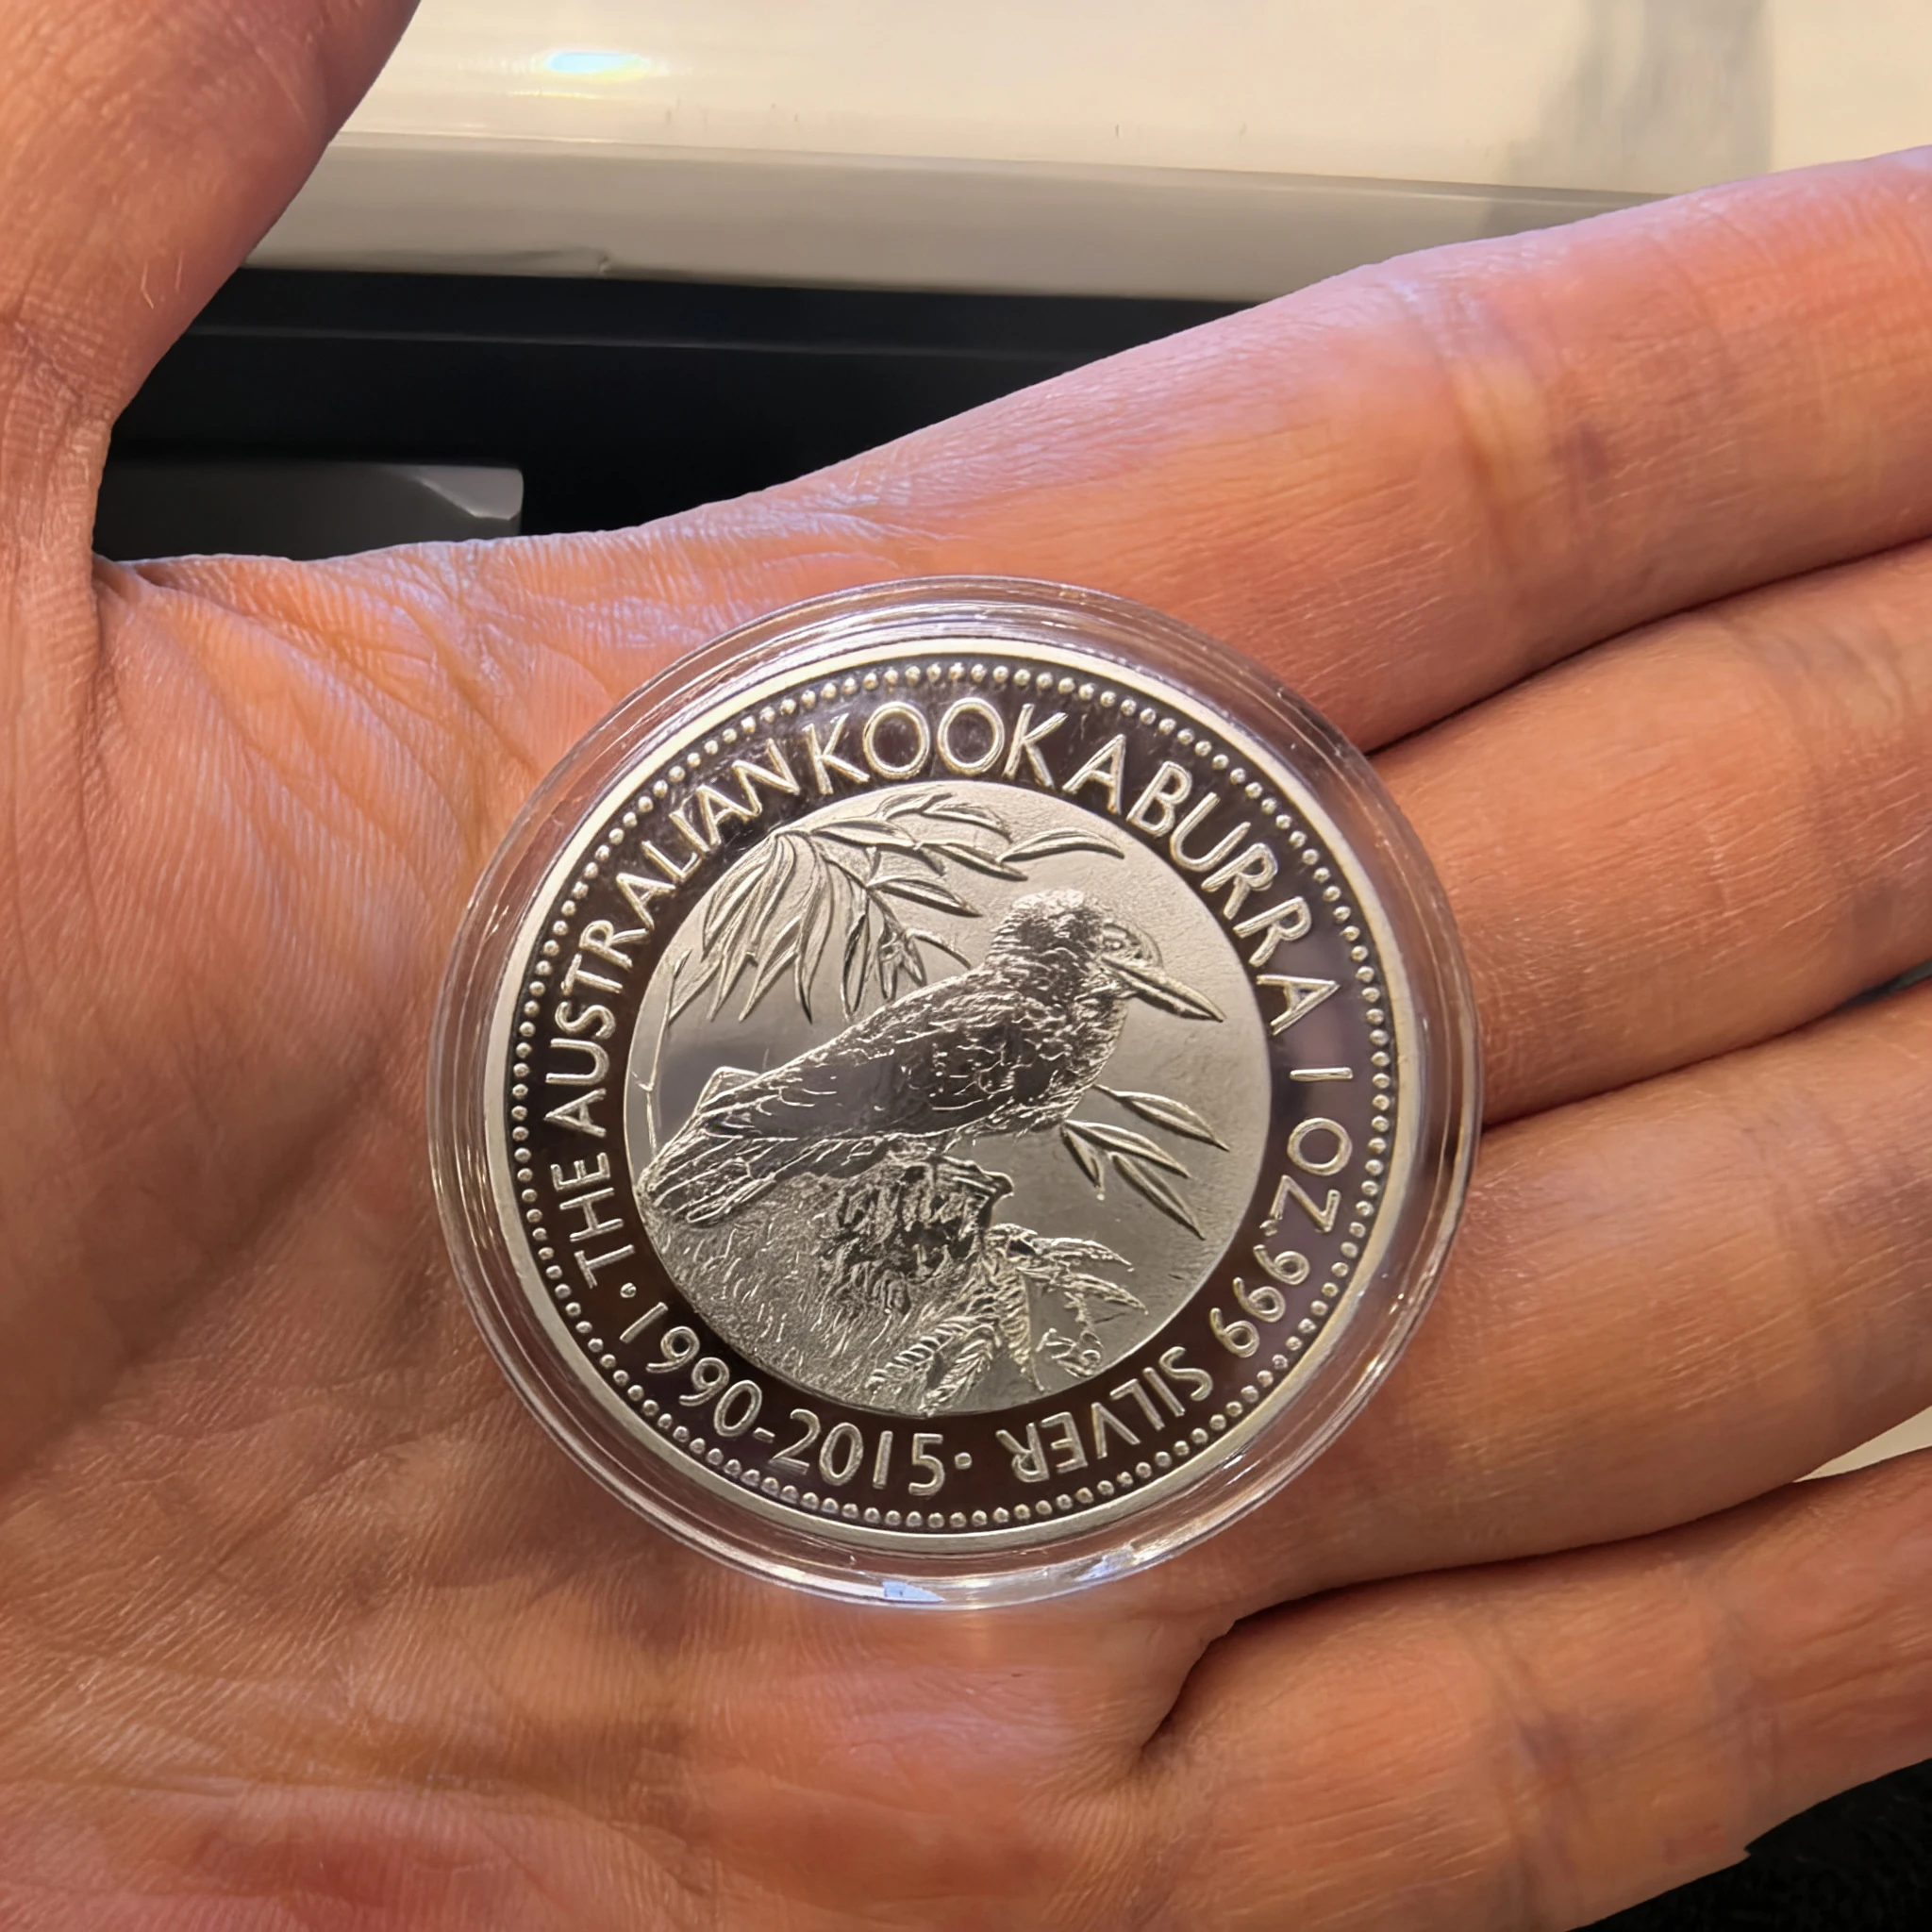 THE AUSTRALIAN KOOKABURRA 1 OZ 999 SILVER
• 1990-2015 •